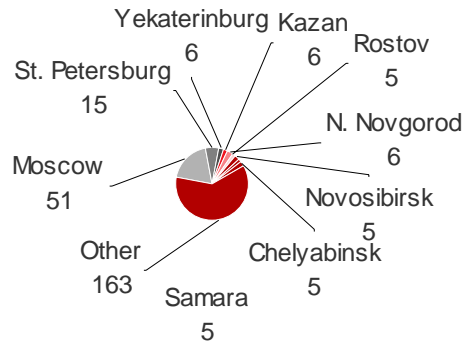 Yekaterinburg
6
Kazan
6
Rostov
5
St. Petersburg
15
N. Novgorod
6
Moscow
51
Novosibirsk
5
Other
163
Chelyabinsk
5
Samara
5